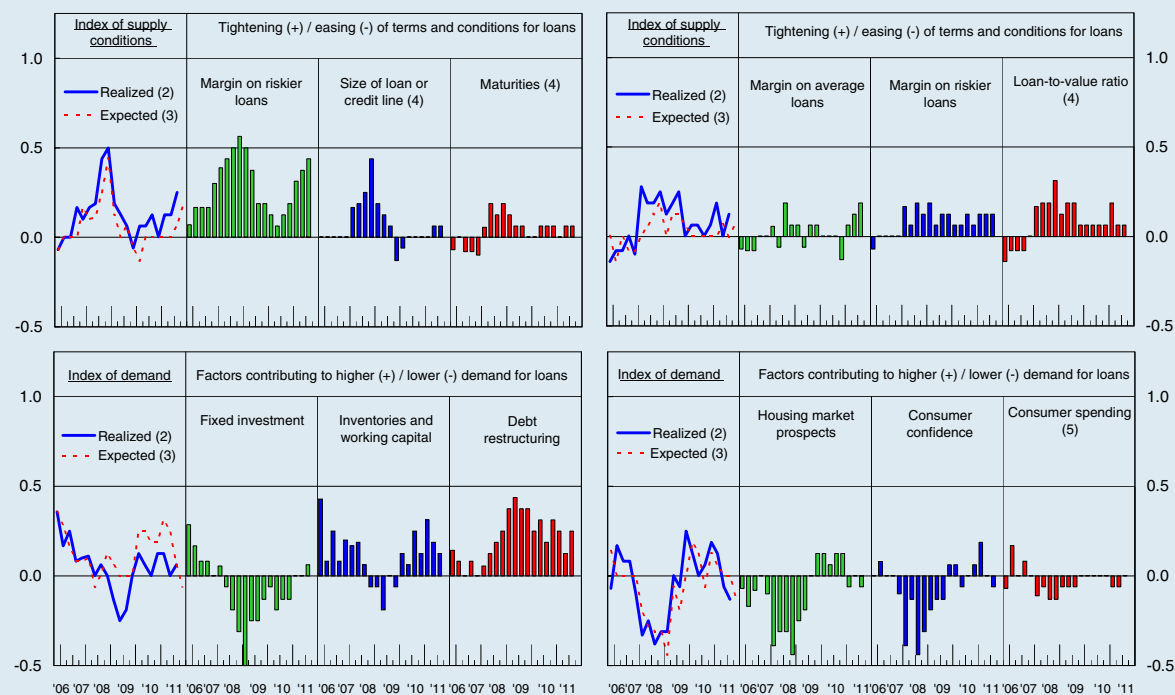 Index of supply
conditions
Tightening (+) / easing (-) of terms and conditions for loans
1.0
Margin on riskier
loans
Size of loan or
credit line (4)
Maturities (4)
Realized (2)
Expected (3)
0.5
0.0
-0.5
Index of supply
conditions
Tightening (+) / easing (-) of terms and conditions for loans
1.0
Margin on average
loans
Margin on riskier
loans
Loan-to-value ratio
(4)
Realized (2)
Expected (3)
0.5
0.0
-0.5
Index of demand
Factors contributing to higher (+) / lower (-) demand for loans
1.0
Fixed investment
Inventories and
working capital
Debt
restructuring
Realized (2)
Expected (3)
0.5
0.0
-0.5
'06 '07 '08 '09 '10 '11 '06'07 '08 '09 '10 '11 '06'07 '08 '09 '10 '11 '06'07 '08 '09 '10 '11
Index of demand
Factors contributing to higher (+) / lower (-) demand for loans
1.0
Housing market
prospects
Consumer
confidence
Consumer spending
(5)
Realized (2)
Expected (3)
0.5
0.0
-0.5
'06'07 '08 '09 '10 '11 '06'07 '08 '09 '10 '11 '06'07 '08 '09 '10 '11 '06'07 '08 '09 '10 '11